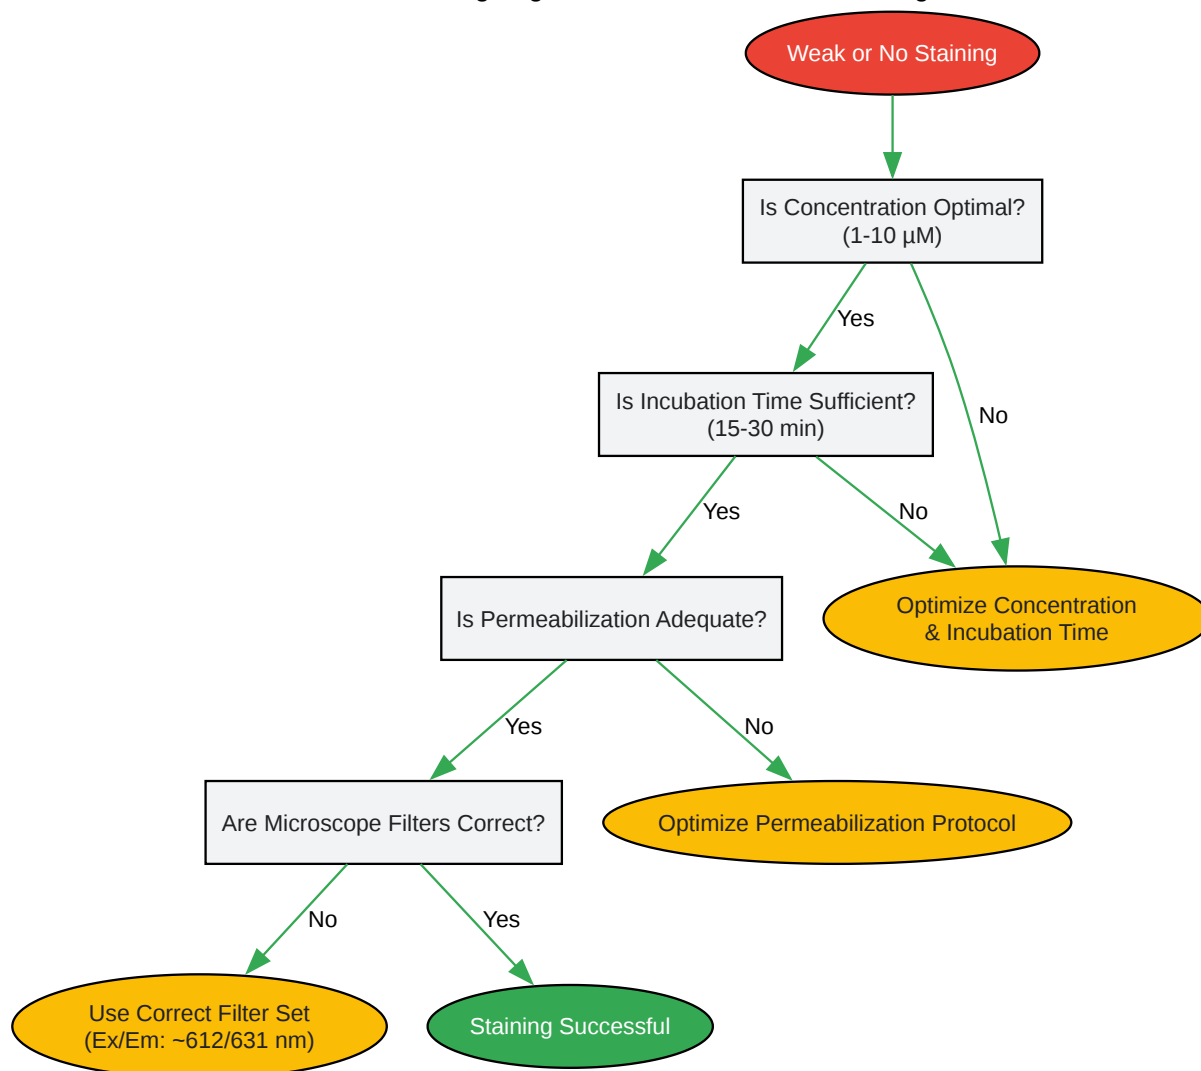 Weak or No Staining
Is Concentration Optimal?
(1-10 µM)
Yes
No
Is Incubation Time Sufficient?
(15-30 min)
Yes
No
Optimize Concentration
& Incubation Time
Is Permeabilization Adequate?
Yes
No
Are Microscope Filters Correct?
Optimize Permeabilization Protocol
No
Yes
Use Correct Filter Set
(Ex/Em: ~612/631 nm)
Staining Successful